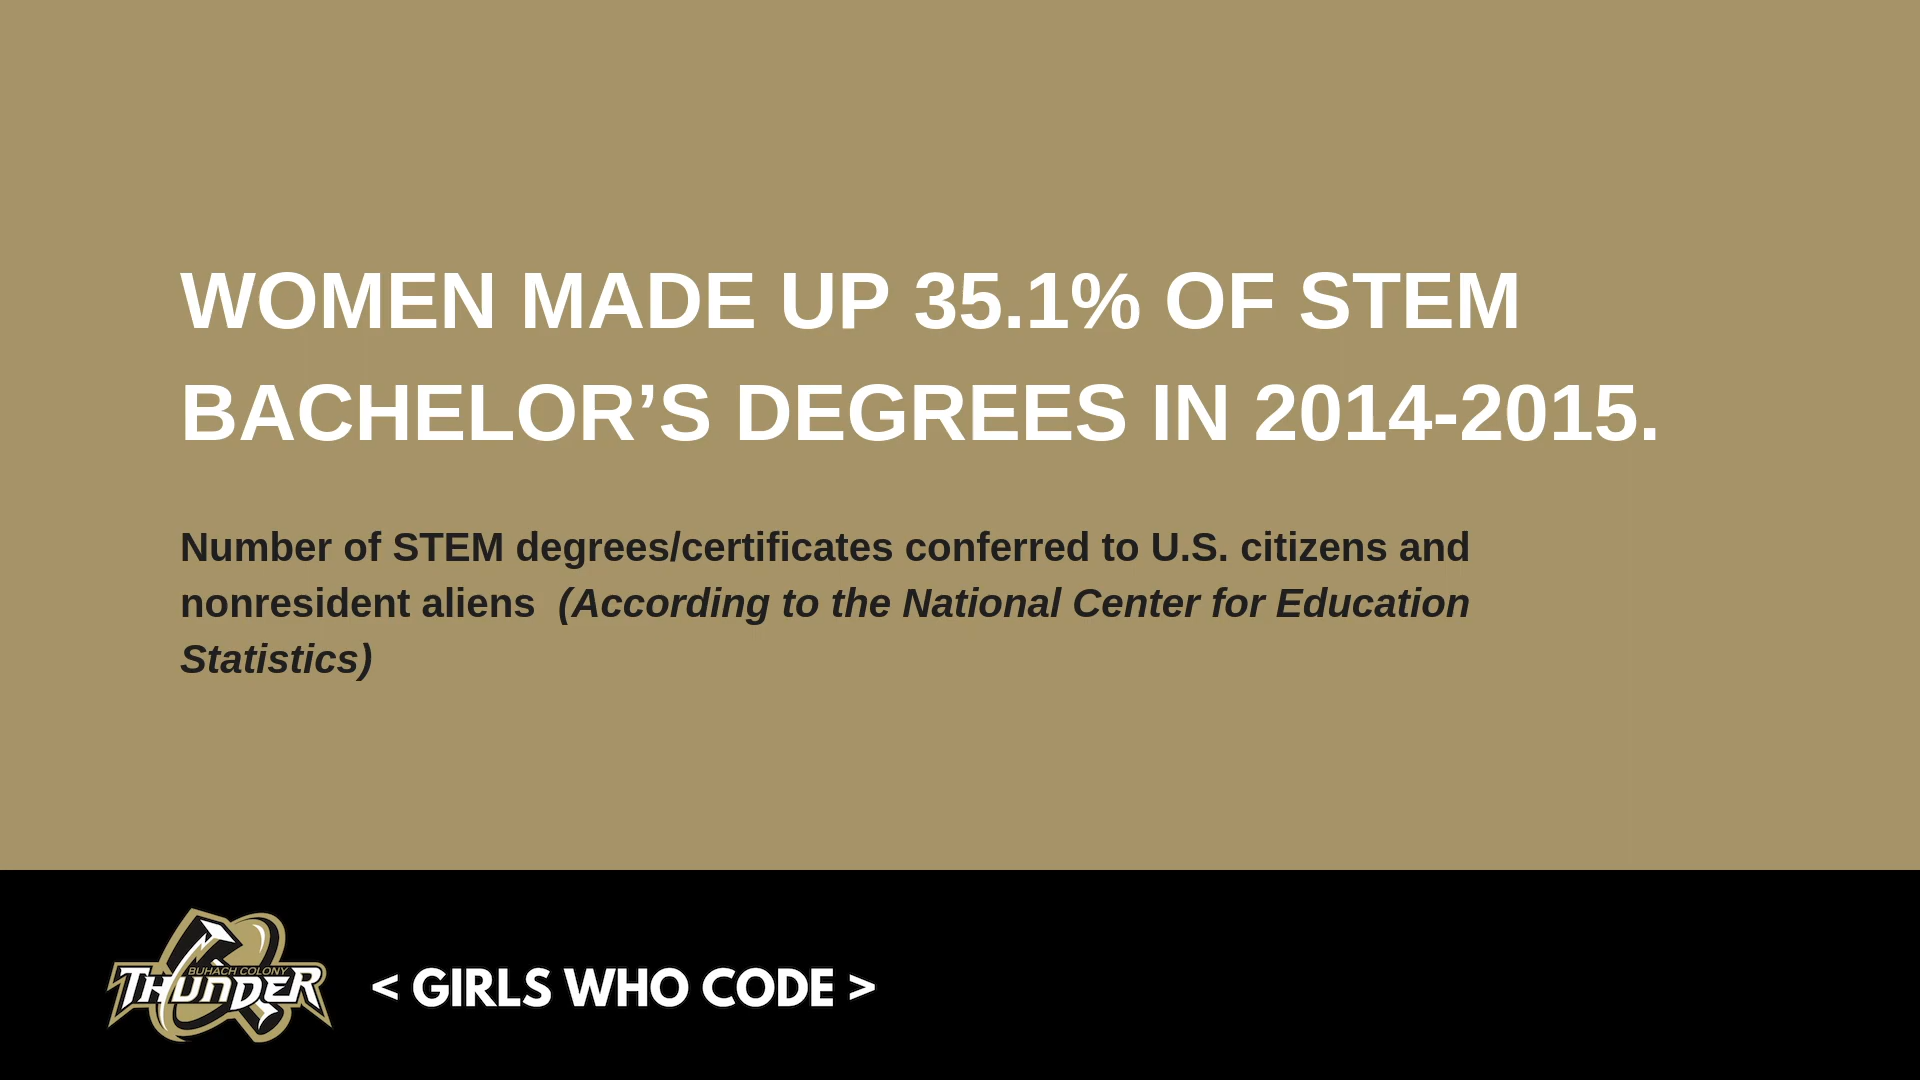 WOMEN MADE UP 35.1% OF STEM
BACHELOR’S DEGREES IN 2014-2015.
Number of STEM degrees/certificates conferred to U.S. citizens and
nonresident aliens  (According to the National Center for Education
Statistics)
BUHACH COLONY
THUNDER
< GIRLS WHO CODE >